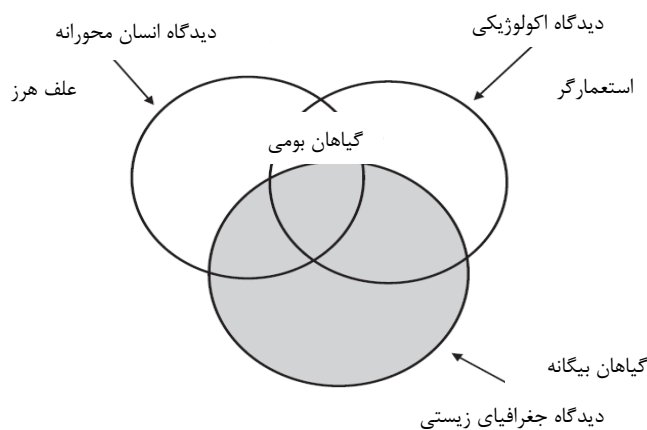 دیدگاه اکولوژیکی
دیدگاه انسان محورانه
استعمارگر
علف هرز
گیاهان بومی
گیاهان بیگانه
دیدگاه جغرافیای زیستی